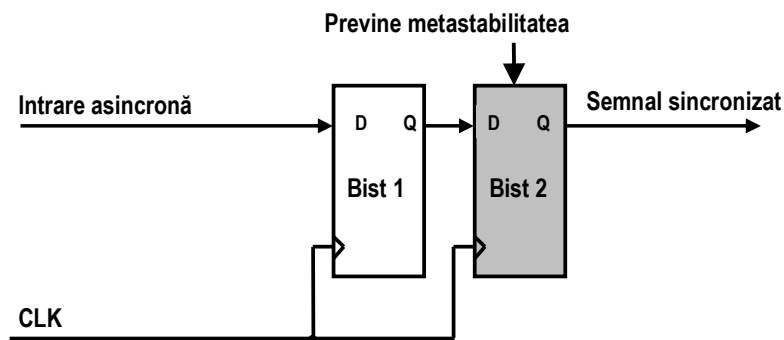 Previne metastabilitatea
Intrare asincronă
Semnal sincronizat
D Q
D Q
Bist 1
Bist 2
CLK